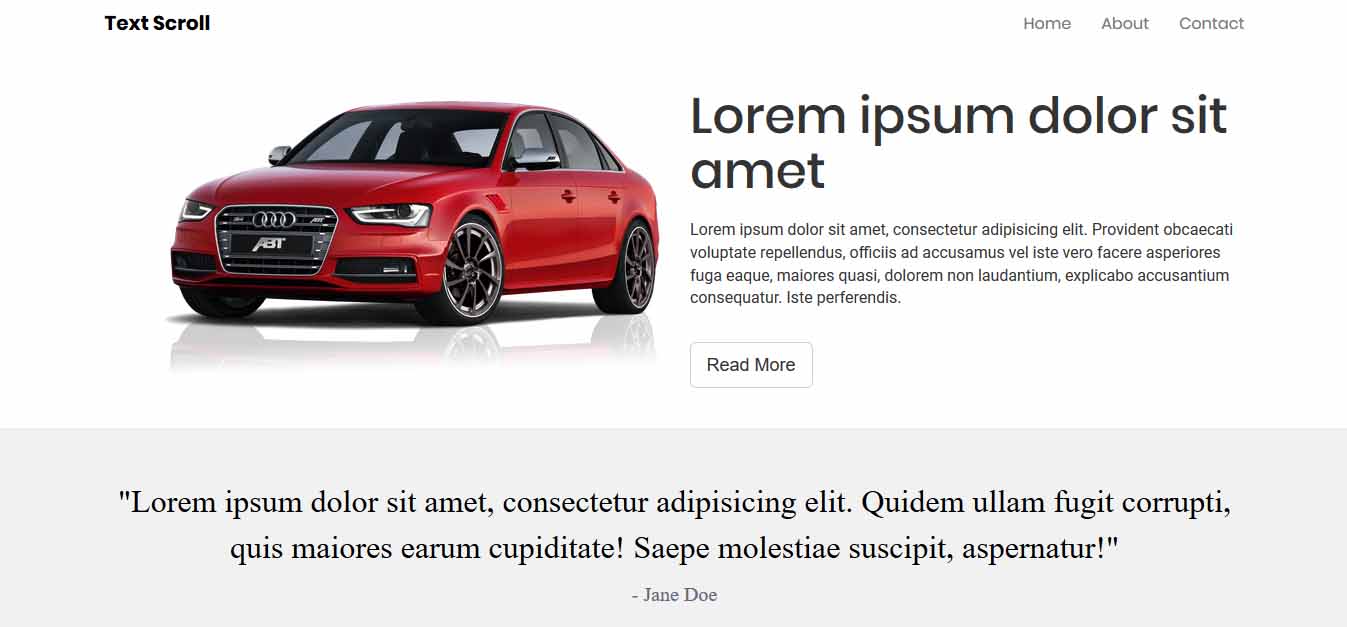 Text Scroll
Home About Contact
Lorem ipsum dolor sit
amet
Lorem ipsum dolor sit amet, consectetur adipisicing elit. Provident obcaecati
voluptate repellendus, officiis ad accusamus vel iste vero facere asperiores
fuga eaque, maiores quasi, dolorem non laudantium, explicabo accusantium
consequatur. Iste perferendis.
ABT
ABT
Read More
"Lorem ipsum dolor sit amet, consectetur adipisicing elit. Quidem ullam fugit corrupti,
quis maiores earum cupiditate! Saepe molestiae suscipit, aspernatur!"
- Jane Doe